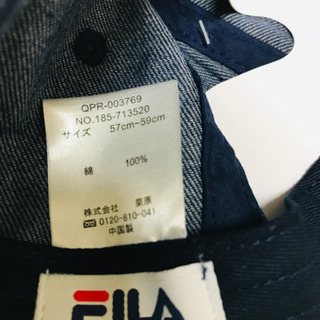 QPR-003769
NO.185-713520
サイズ 57cm~59cm
綿 100%
株式会社 栗原
0120-810-041
中国製
FILA